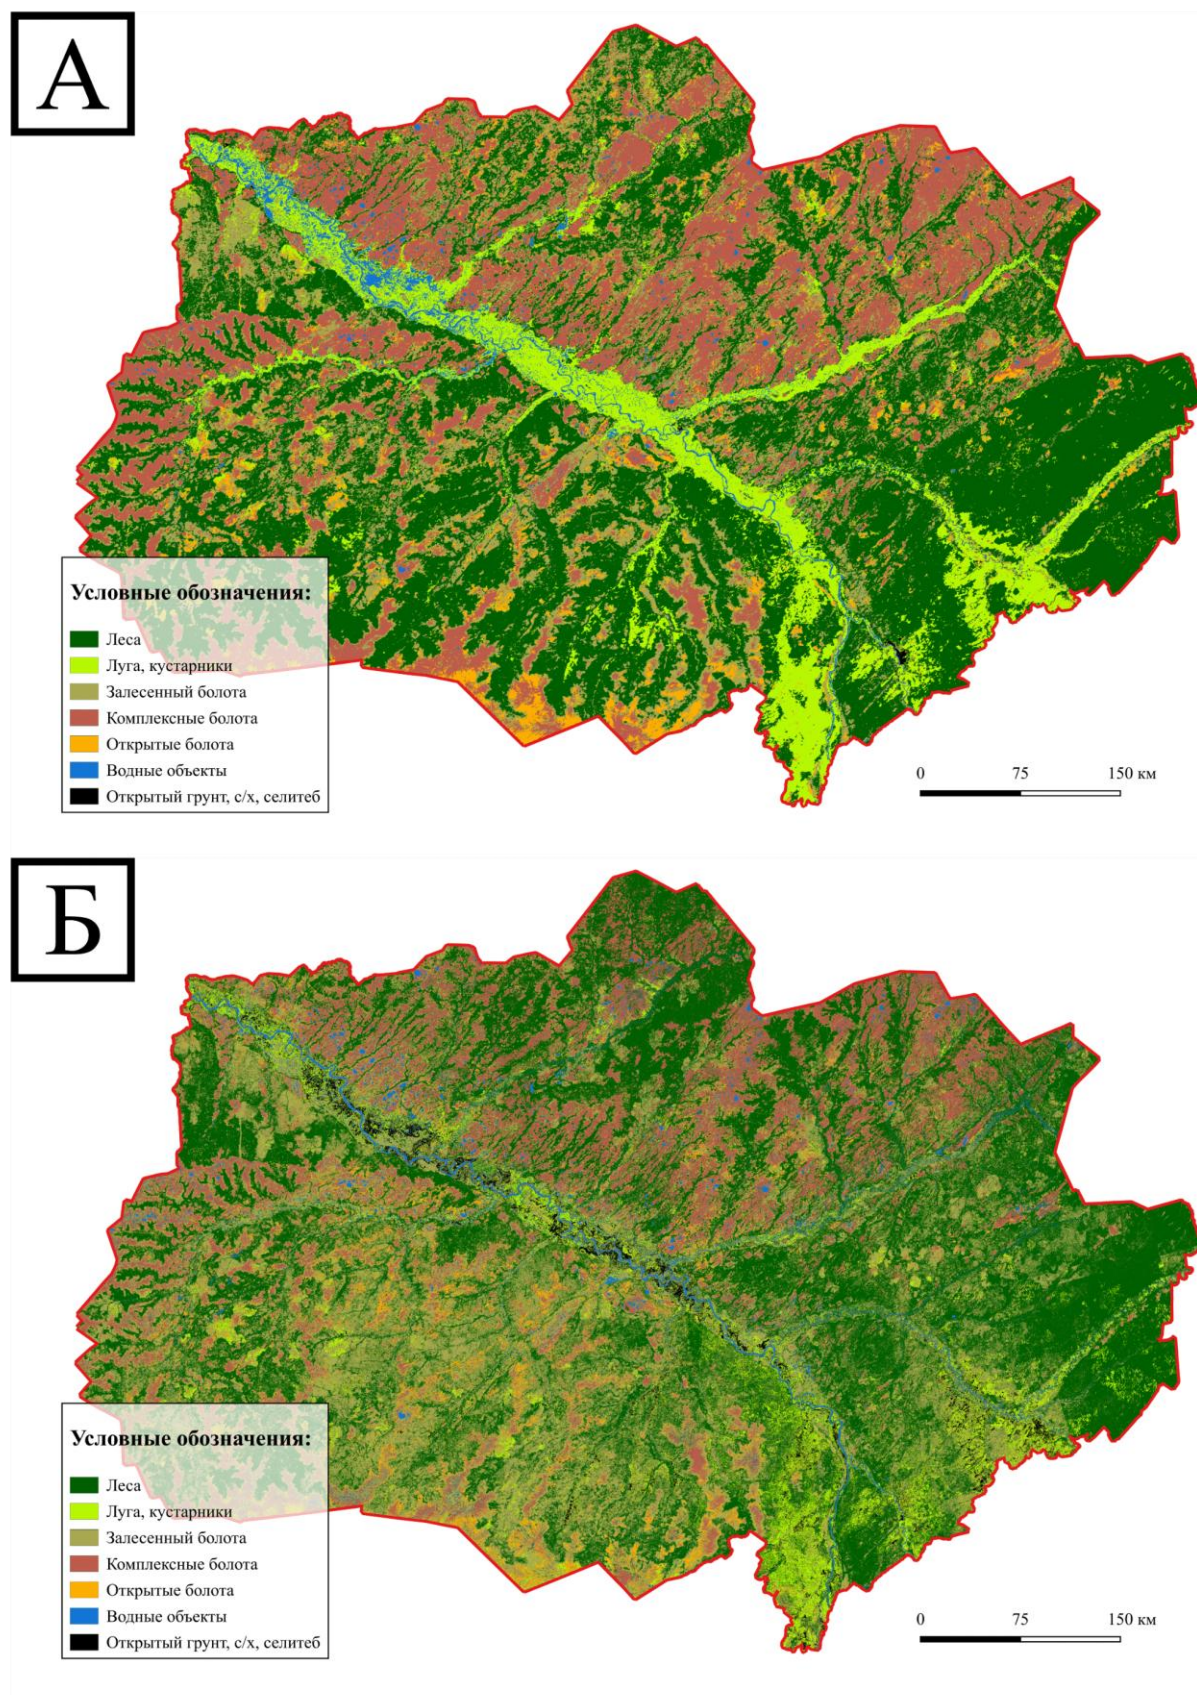 А
Условные обозначения:
Леса
Луга, кустарники
Залесенный болота
Комплексные болота
Открытые болота
Водные объекты
Открытый грунт, с/х, селитеб
0 75 150 км
Б
Условные обозначения:
Леса
Луга, кустарники
Залесенный болота
Комплексные болота
Открытые болота
Водные объекты
Открытый грунт, с/х, селитеб
0 75 150 км